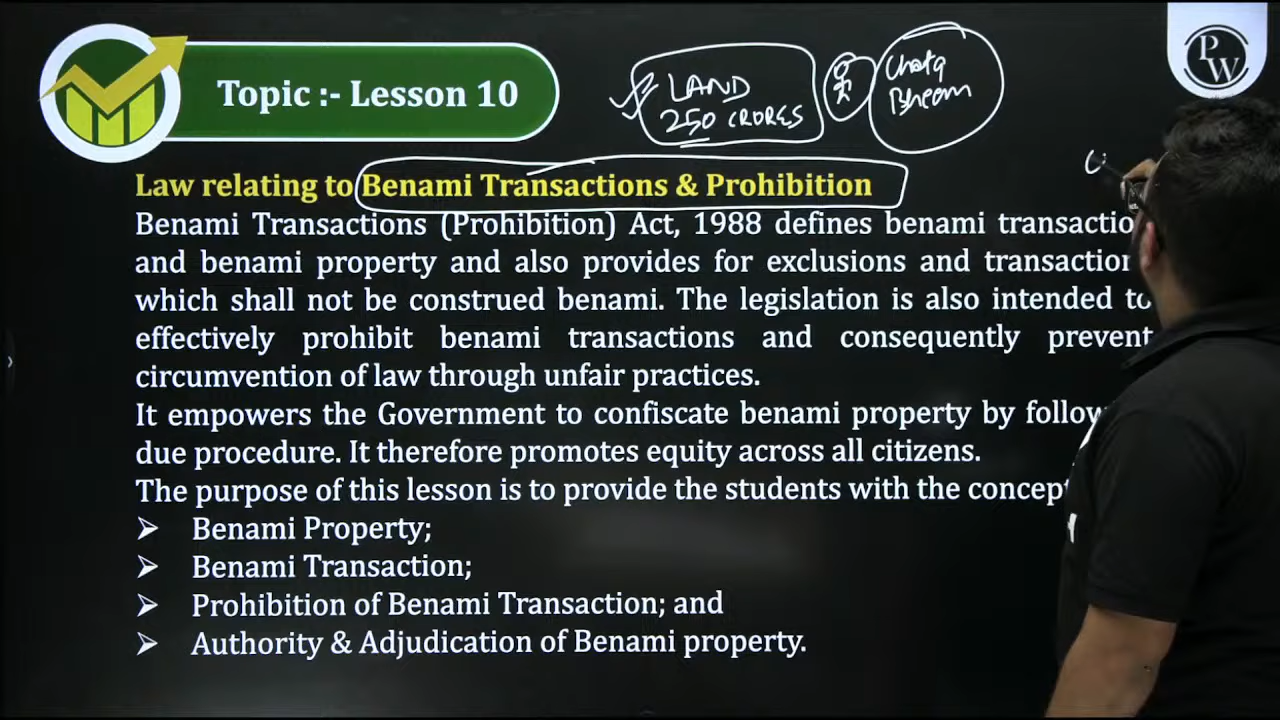 P
W
Topic :- Lesson 10
LAND
250 CRORES
Chota
Bheem
Law relating to Benami Transactions & Prohibition
Benami Transactions (Prohibition) Act, 1988 defines benami transactio
and benami property and also provides for exclusions and transaction
which shall not be construed benami. The legislation is also intended to
effectively prohibit benami transactions and consequently prevent
circumvention of law through unfair practices.
It empowers the Government to confiscate benami property by follow
due procedure. It therefore promotes equity across all citizens.
The purpose of this lesson is to provide the students with the concept
➢ Benami Property;
➢ Benami Transaction;
➢ Prohibition of Benami Transaction; and
➢ Authority & Adjudication of Benami property.